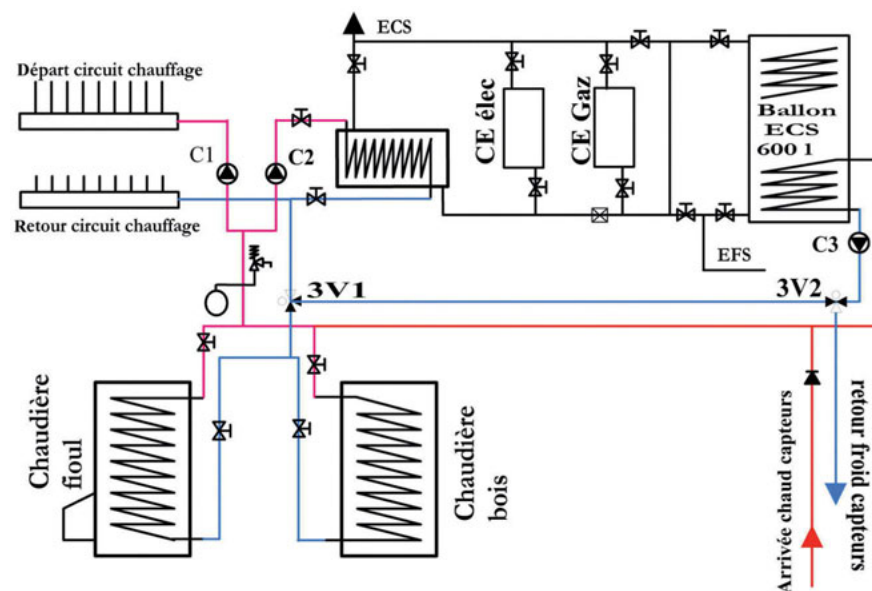 ECS
Départ circuit chauffage
C1
C2
Retour circuit chauffage
CE élec
CE Gaz
Ballon
ECS
600 l
C3
EFS
3V1
3V2
Chaudière
fioul
Chaudière
bois
Arrivée chaud capteurs
retour froid capteurs